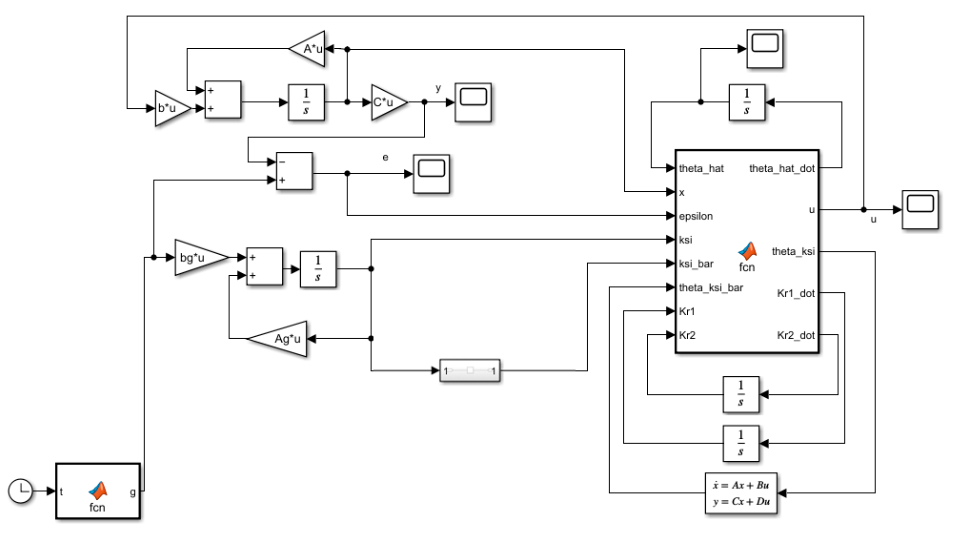 A*u
b*u
+
+
1
s
C*u
y
1
s
−
+
e
theta_hat
x
epsilon
ksi
ksi_bar
theta_ksi_bar
Kr1
Kr2
fcn
theta_hat_dot
u
theta_ksi
Kr1_dot
Kr2_dot
u
bg*u
+
+
1
s
Ag*u
1 1
1
s
1
s
ẋ = Ax + Bu
y = Cx + Du
t g
fcn